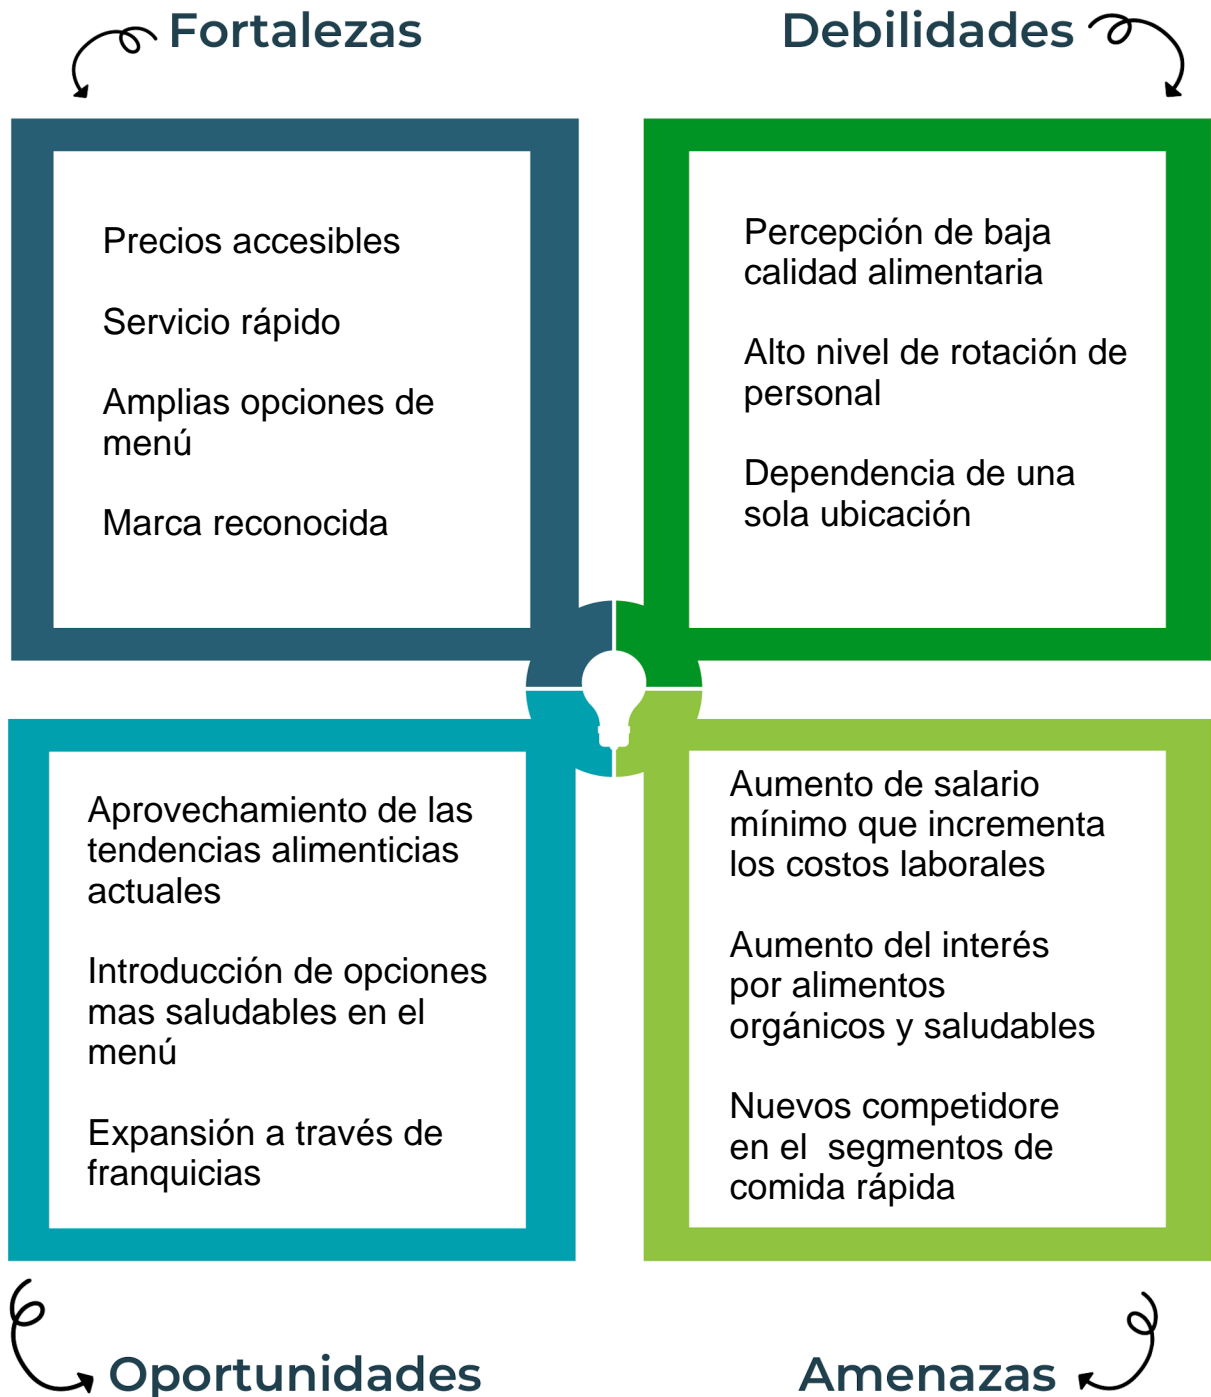 Fortalezas
Precios accesibles
Servicio rápido
Amplias opciones de
menú
Marca reconocida
Debilidades
Percepción de baja
calidad alimentaria
Alto nivel de rotación de
personal
Dependencia de una
sola ubicación
Aprovechamiento de las
tendencias alimenticias
actuales
Introducción de opciones
mas saludables en el
menú
Expansión a través de
franquicias
Oportunidades
Aumento de salario
mínimo que incrementa
los costos laborales
Aumento del interés
por alimentos
orgánicos y saludables
Nuevos competidore
en el  segmentos de
comida rápida
Amenazas